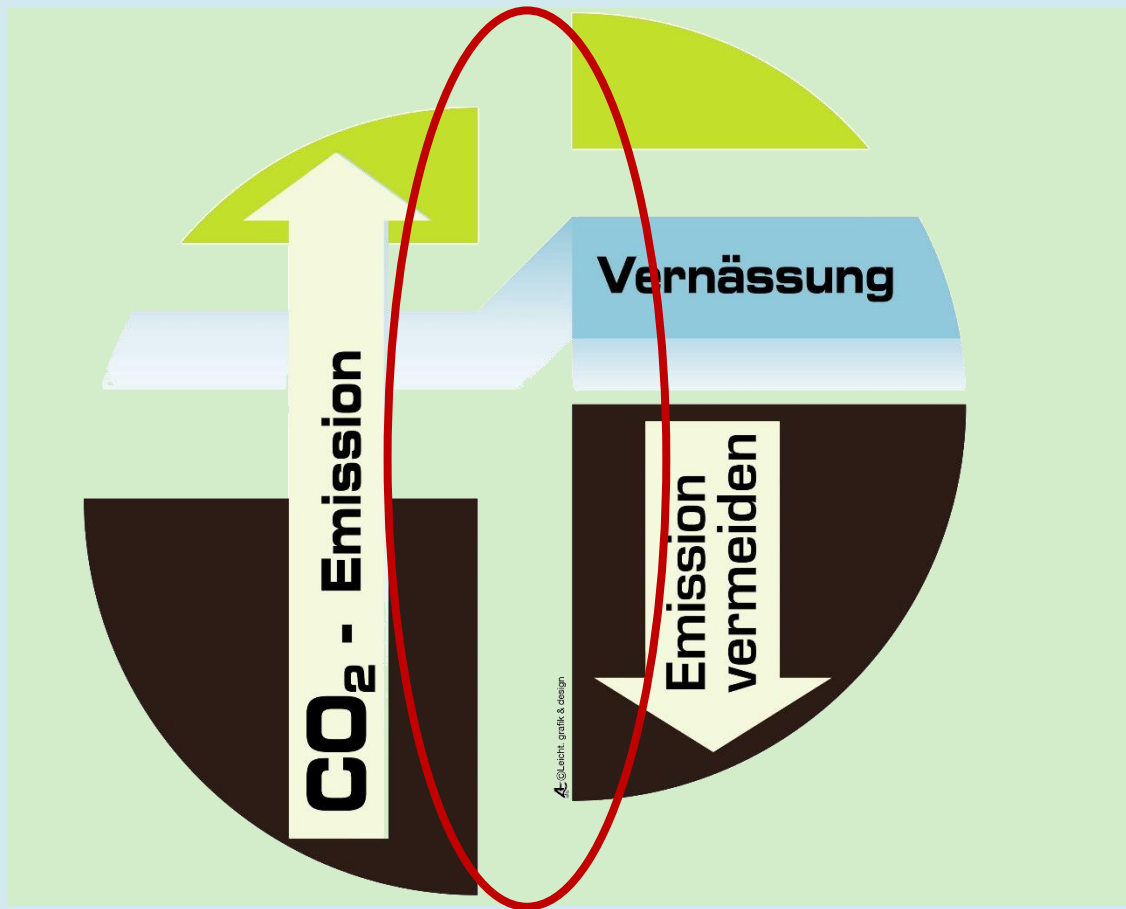 CO₂ - Emission
Vernässung
Emission
vermeiden
©Leicht. grafik & design